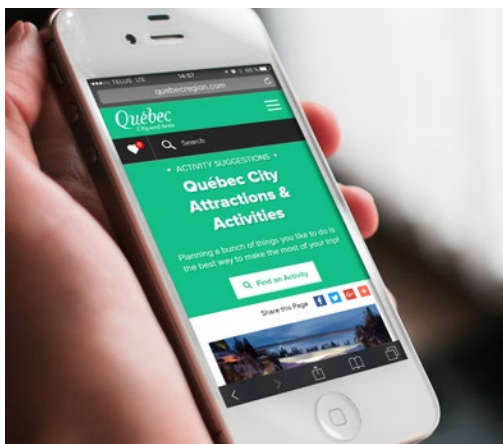 TELUS LTE 14:57 68 %
quebecregion.com
Québec
City and Area
Search
• ACTIVITY SUGGESTIONS •
Québec City
Attractions &
Activities
Planning a bunch of things you like to do is
the best way to make the most of your trip!
Find an Activity
Share this Page